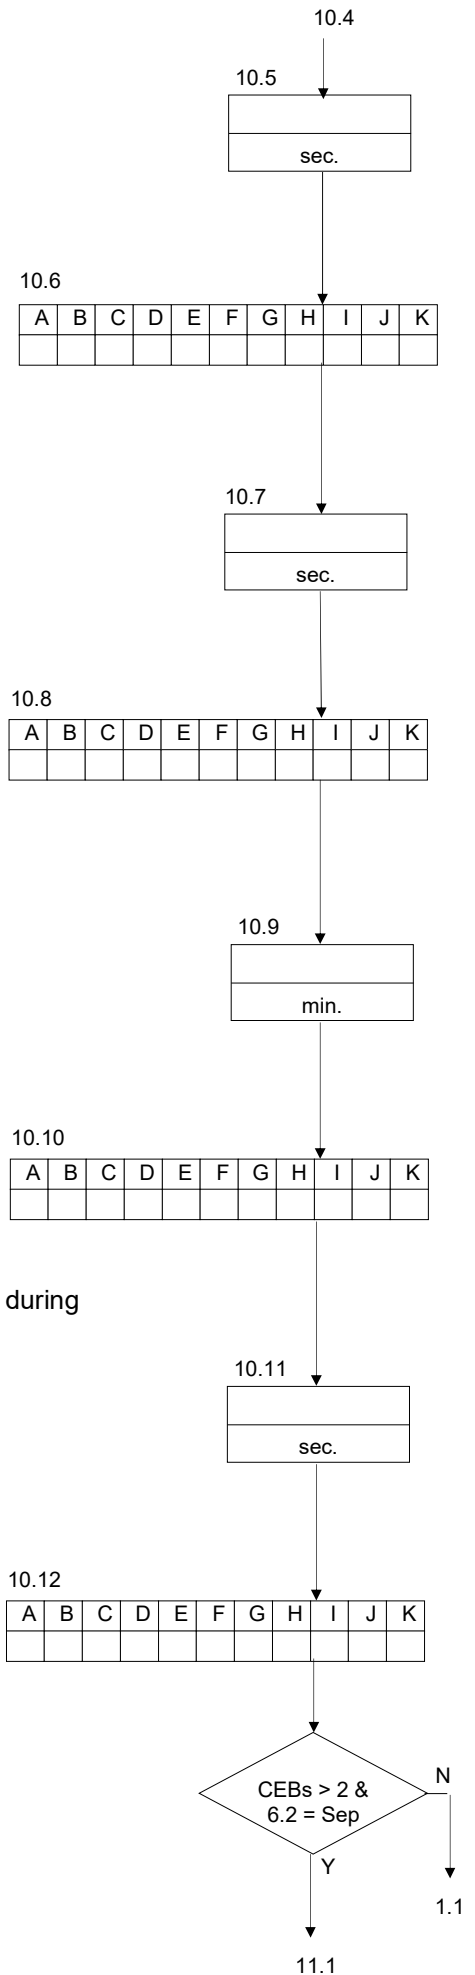 10.4
10.5
sec.
10.6
A B C D E F G H I J K
10.7
sec.
10.8
A B C D E F G H I J K
10.9
min.
10.10
A B C D E F G H I J K
during
10.11
sec.
10.12
A B C D E F G H I J K
CEBs > 2 &
6.2 = Sep
N
Y
1.1
11.1